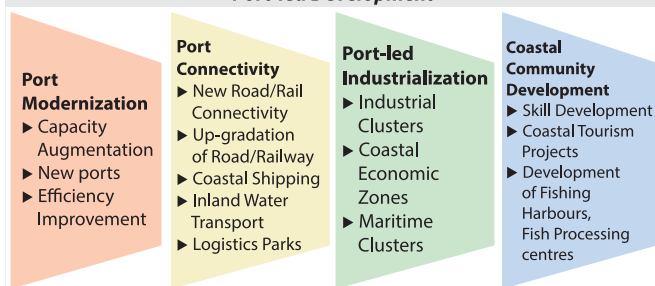 Port
Modernization
▶ Capacity
Augmentation
▶ New ports
▶ Efficiency
Improvement
Port
Connectivity
▶ New Road/Rail
Connectivity
▶ Up-gradation
of Road/Railway
▶ Coastal Shipping
▶ Inland Water
Transport
▶ Logistics Parks
Port-led
Industrialization
▶ Industrial
Clusters
▶ Coastal
Economic
Zones
▶ Maritime
Clusters
Coastal
Community
Development
▶ Skill Development
▶ Coastal Tourism
Projects
▶ Development
of Fishing
Harbours,
Fish Processing
centres